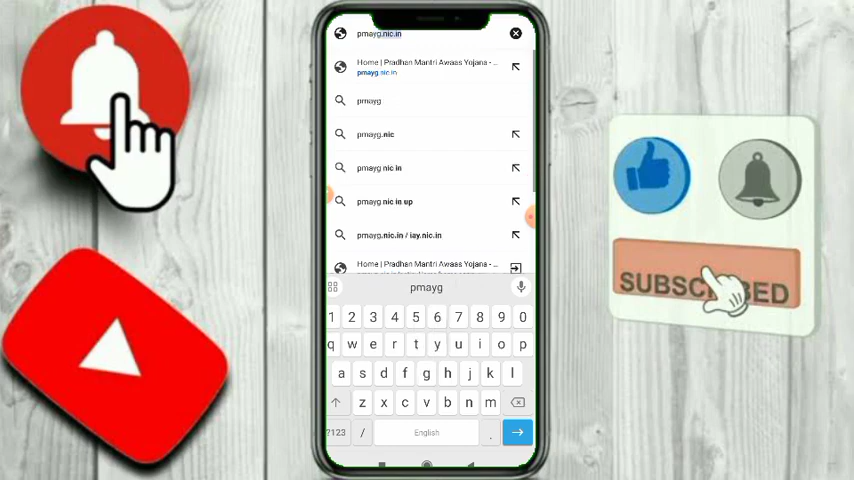 pmayg.nic.in
Home | Pradhan Mantri Awaas Yojana - ...
pmayg.nic.in
pmayg
pmayg.nic
pmayg nic in
pmayg nic in up
pmayg.nic.in / iay.nic.in
Home | Pradhan Mantri Awaas Yojana - ...
pmayg
1 2 3 4 5 6 7 8 9 0
q w e r t y u i o p
a s d f g h j k l
z x c v b n m
?123 / English .
SUBSCRIBED